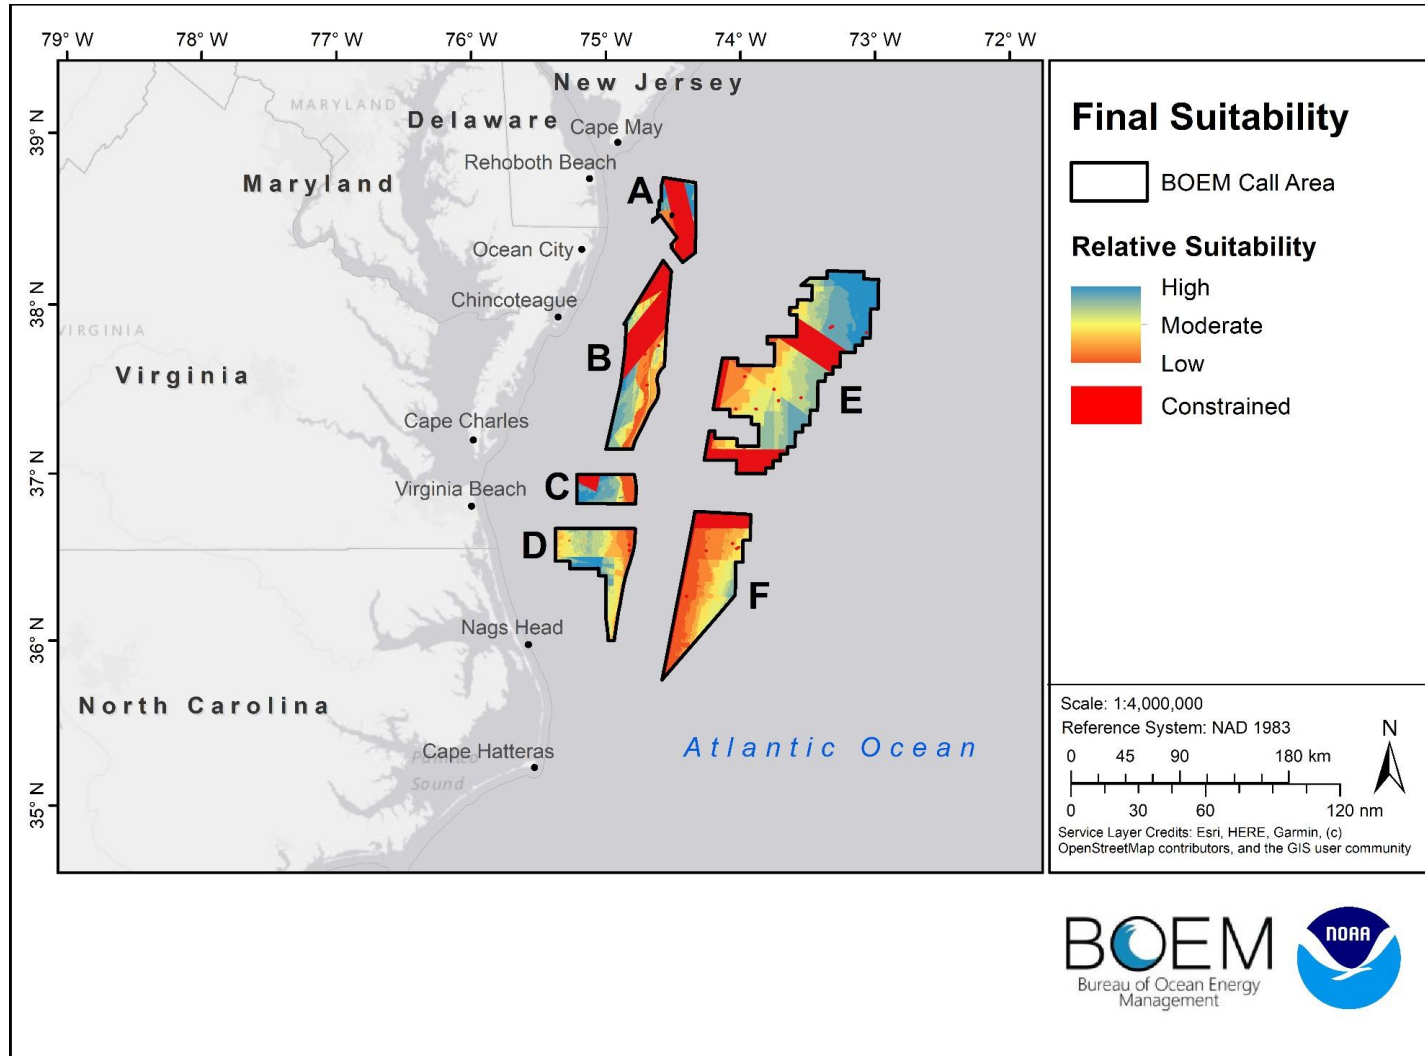 79° W 78° W 77° W 76° W 75° W 74° W 73° W 72° W
39° N
38° N
37° N
36° N
35° N
New Jersey
MARYLAND
Delaware
Cape May
Rehoboth Beach
Maryland
A
Ocean City
Chincoteague
VIRGINIA
B
Virginia
E
Cape Charles
C
Virginia Beach
D
F
Nags Head
North Carolina
Atlantic Ocean
Cape Hatteras
Pamlico
Sound
Final Suitability
BOEM Call Area
Relative Suitability
High
Moderate
Low
Constrained
Scale: 1:4,000,000
Reference System: NAD 1983
N
0 45 90 180 km
0 30 60 120 nm
Service Layer Credits: Esri, HERE, Garmin, (c)
OpenStreetMap contributors, and the GIS user community
BOEM
Bureau of Ocean Energy
Management
NOAA